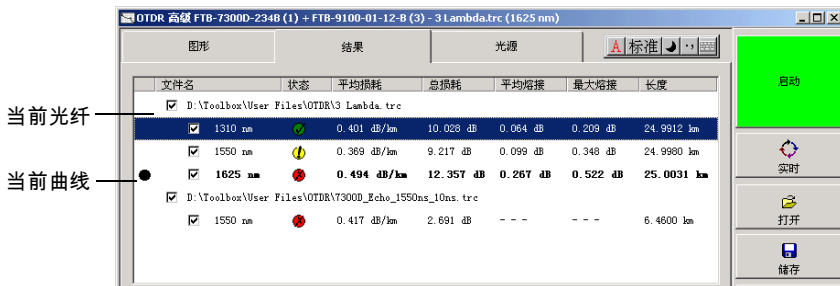 OTDR 高级 FTB-7300D-234B (1) + FTB-9100-01-12-B (3) - 3 Lambda.trc (1625 nm)
图形 结果 光源 A 标准
文件名 状态 平均损耗 总损耗 平均熔接 最大熔接 长度
当前光纤
D:\Toolbox\User Files\OTDR\3 Lambda.trc
1310 nm 0.401 dB/km 10.028 dB 0.064 dB 0.209 dB 24.9912 km
1550 nm 0.369 dB/km 9.217 dB 0.099 dB 0.348 dB 24.9980 km
当前曲线
1625 nm 0.494 dB/km 12.357 dB 0.267 dB 0.522 dB 25.0031 km
D:\Toolbox\User Files\OTDR\7300D_Echo_1550ns_10ns.trc
1550 nm 0.417 dB/km 2.691 dB --- --- 6.4600 km
启动
实时
打开
储存